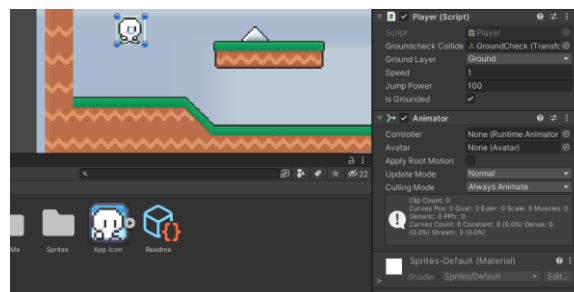 Player (Script)
Script Player
Groundcheck Collide GroundCheck (Transfo
Ground Layer Ground
Speed 1
Jump Power 100
Is Grounded
Animator
Controller None (Runtime Animator
Avatar None (Avatar)
Apply Root Motion
Update Mode Normal
Culling Mode Always Animate
Clip Count: 0
Curves Pos: 0 Quat: 0 Euler: 0 Scale: 0 Muscles: 0
Generic: 0 PPtr: 0
Curves Count: 0 Constant: 0 (0.0%) Dense: 0
(0.0%) Stream: 0 (0.0%)
Sprites-Default (Material)
Shader Sprites/Default Edit...
22
Me Sprites App Icon Readme